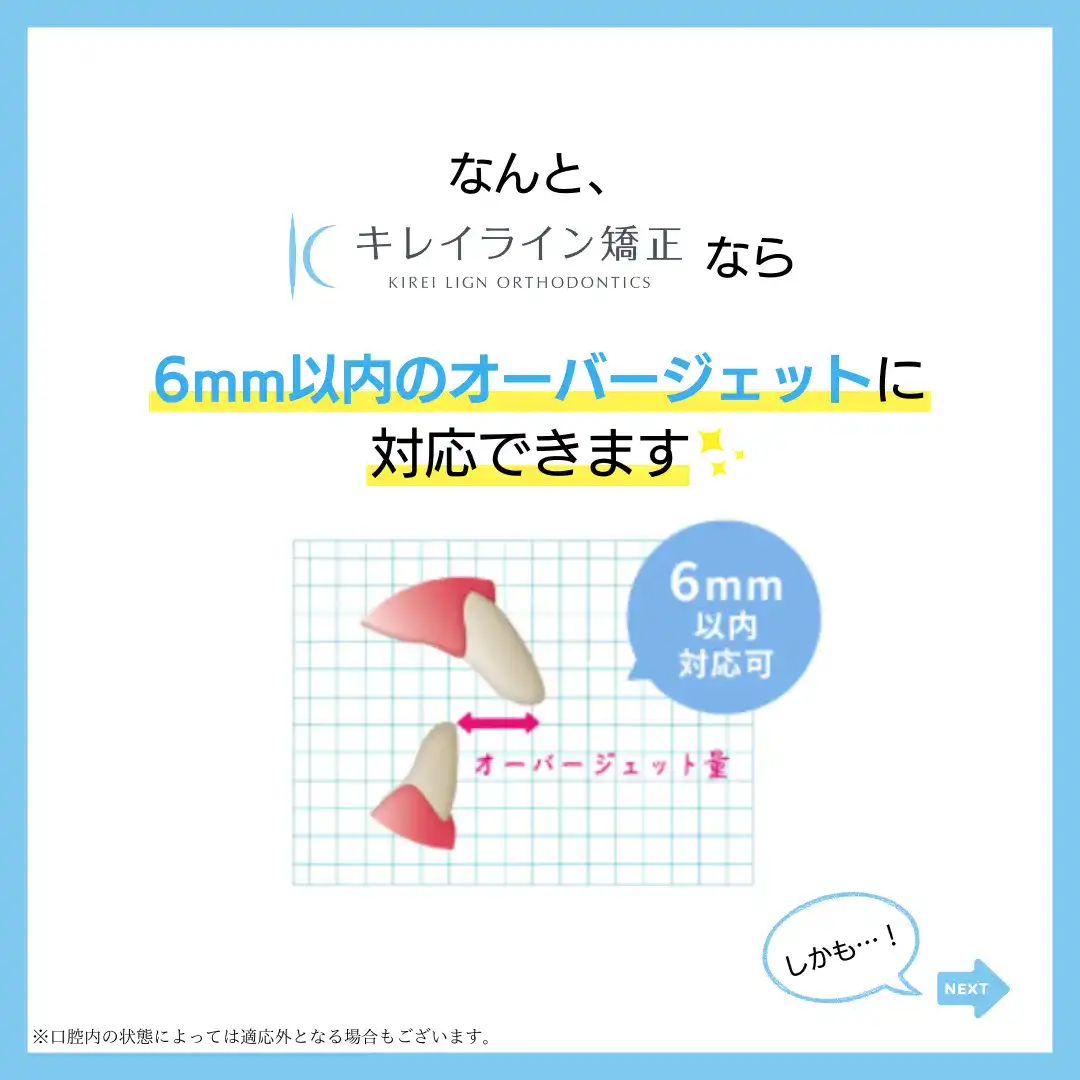 なんと、
キレイライン矯正
KIREI LIGN ORTHODONTICS
なら
6mm以内のオーバージェットに
対応できます
6mm
以内
対応可
オーバージェット量
しかも…！
NEXT
※口腔内の状態によっては適応外となる場合もございます。